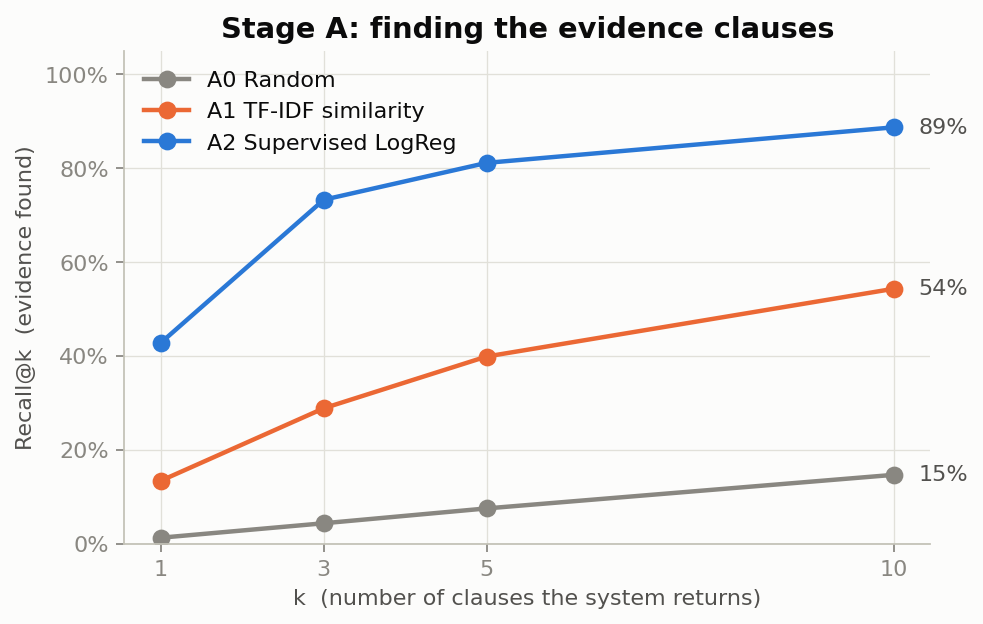 Stage A: finding the evidence clauses
A0 Random
A1 TF-IDF similarity
A2 Supervised LogReg
Recall@k  (evidence found)
100%
80%
60%
40%
20%
0%
89%
54%
15%
1 3 5 10
k  (number of clauses the system returns)